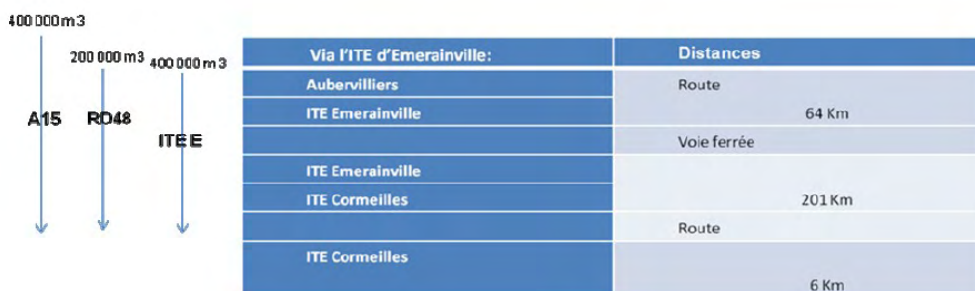 400 000 m3
200 000 m3
400 000 m3
A15
RD48
ITE E
Via l'ITE d'Emerainville:
Distances
Aubervilliers
Route
ITE Emerainville
64 Km
Voie ferrée
ITE Emerainville
ITE Cormeilles
201 Km
Route
ITE Cormeilles
6 Km